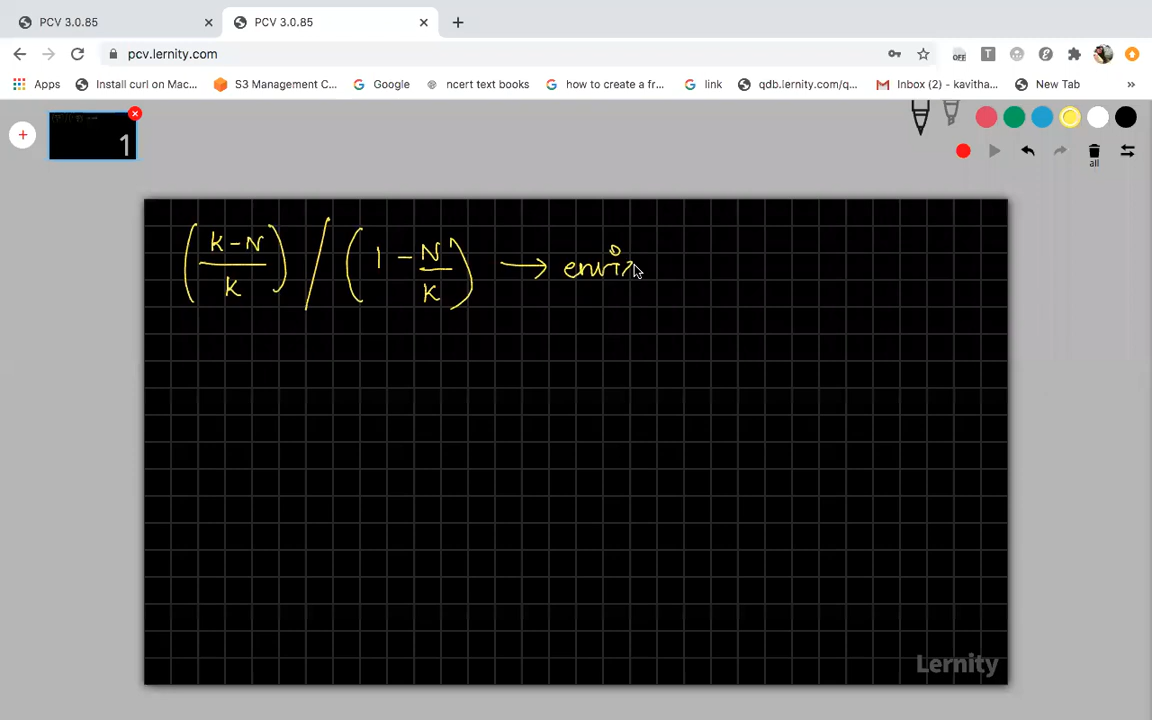 PCV 3.0.85
PCV 3.0.85
pcv.lernity.com
OFF
T
Apps
Install curl on Mac...
S3 Management C...
Google
ncert text books
how to create a fr...
link
qdb.lernity.com/q...
Inbox (2) - kavitha...
New Tab
»
1
all
(K-N/K) / (1 - N/K) → envir
Lernity